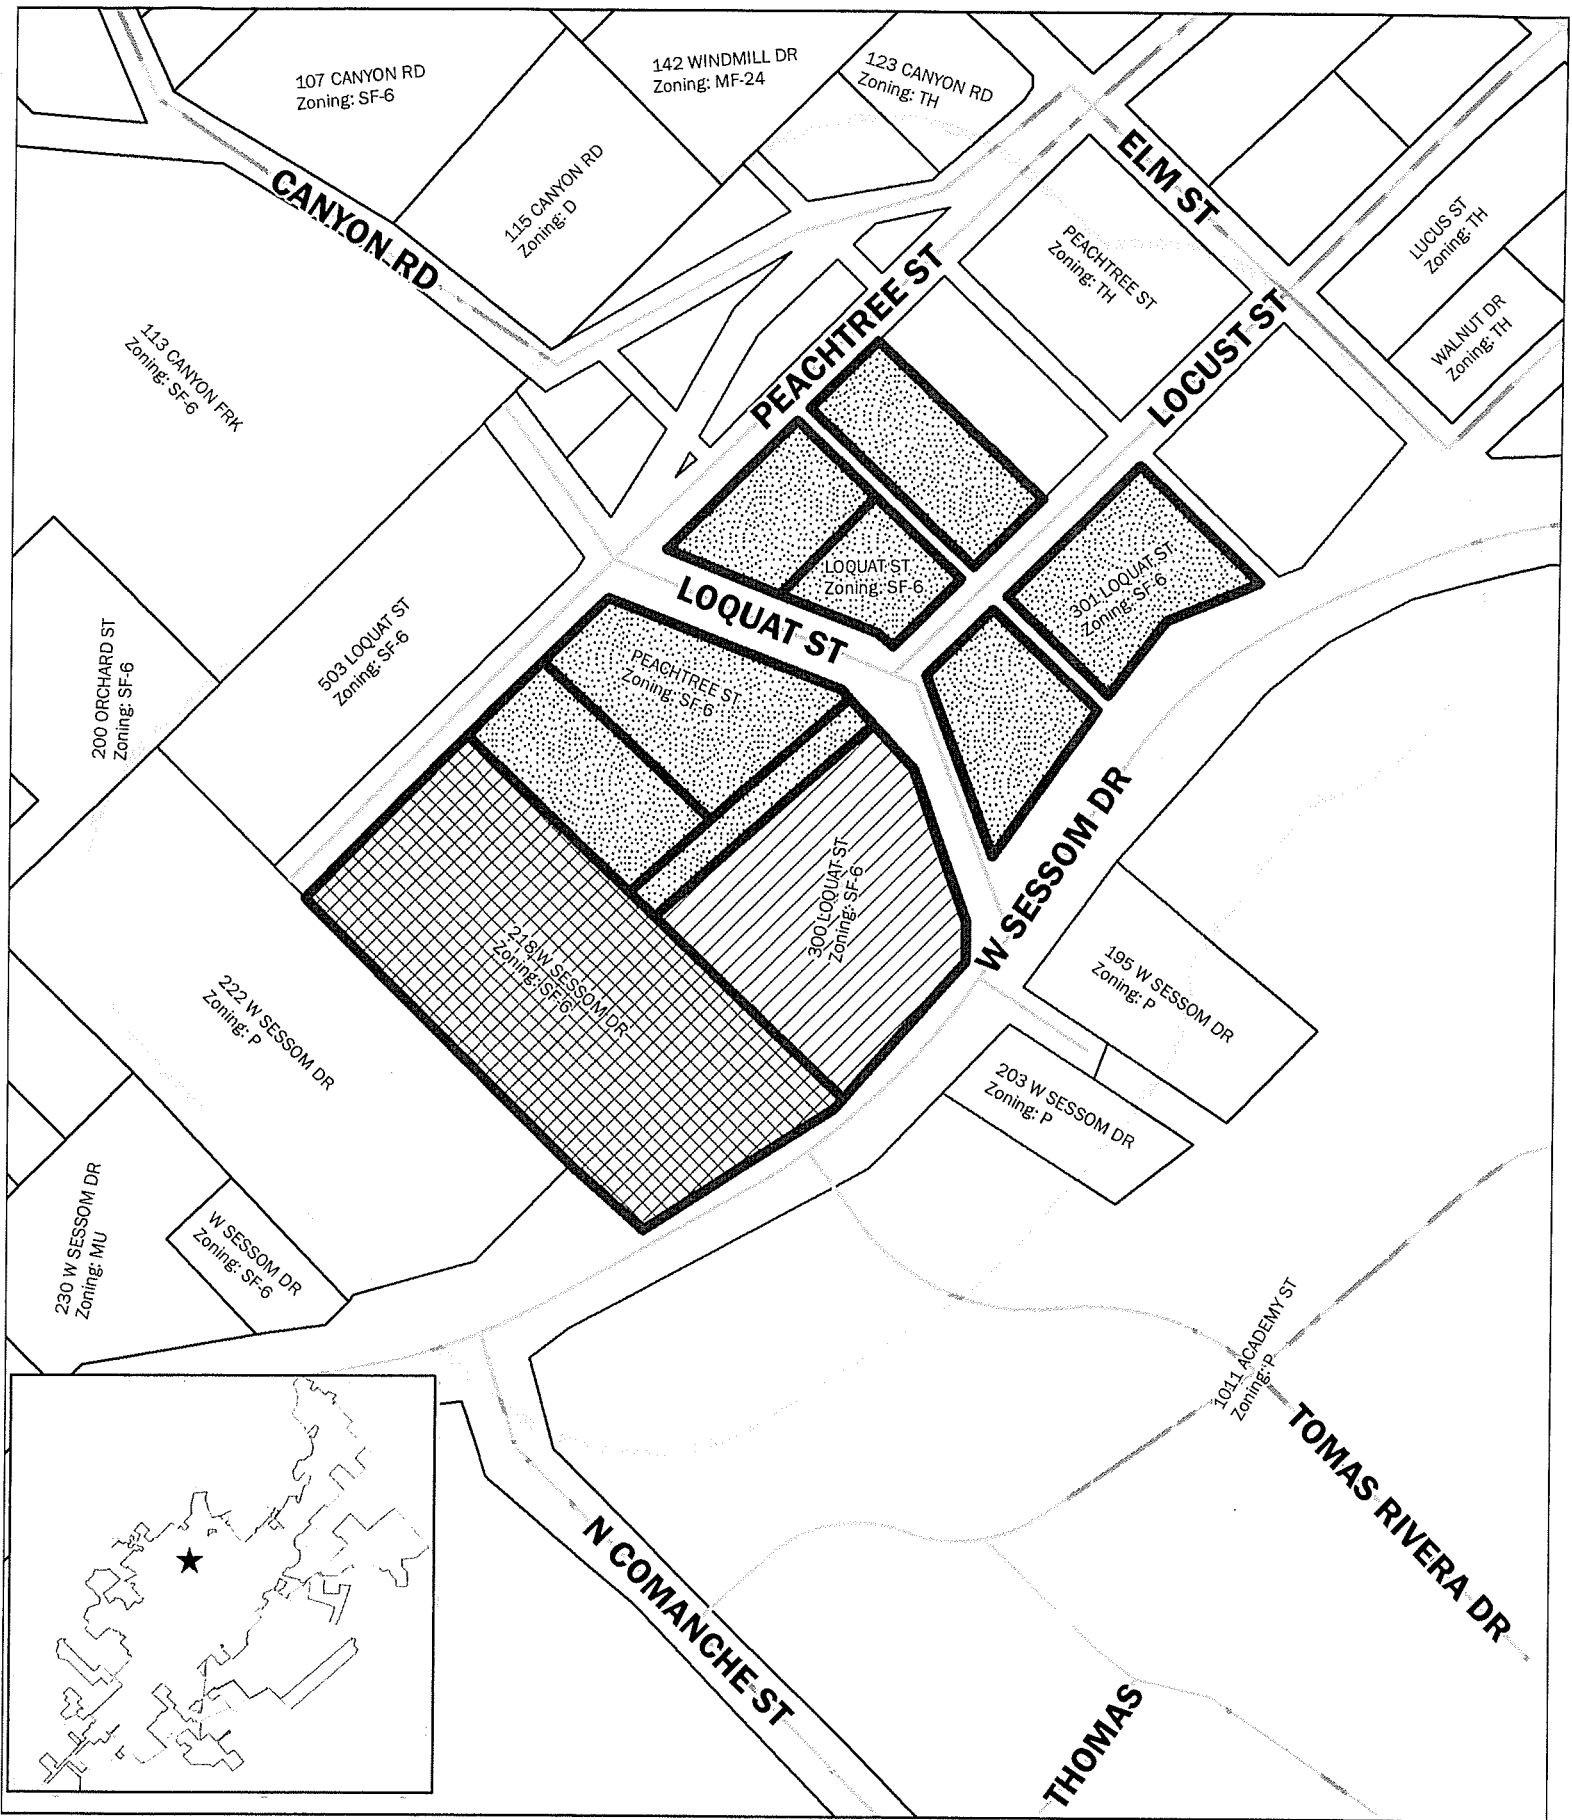 107 CANYON RD
Zoning: SF-6
142 WINDMILL DR
Zoning: MF-24
123 CANYON RD
Zoning: TH
115 CANYON RD
Zoning: D
CANYON RD
ELM ST
LUCUS ST
Zoning: TH
PEACHTREE ST
Zoning: TH
WALNUT DR
Zoning: TH
PEACHTREE ST
LOCUST ST
113 CANYON FRK
Zoning: SF-6
LOQUAT ST
Zoning: SF-6
301 LOQUAT ST
Zoning: SF-6
LOQUAT ST
503 LOQUAT ST
Zoning: SF-6
200 ORCHARD ST
Zoning: SF-6
PEACHTREE ST
Zoning: SF-6
W SESSOM DR
300 LOQUAT ST
Zoning: SF-6
218 W SESSOM DR
Zoning: SF-6
195 W SESSOM DR
Zoning: P
222 W SESSOM DR
Zoning: P
203 W SESSOM DR
Zoning: P
230 W SESSOM DR
Zoning: MU
W SESSOM DR
Zoning: SF-6
1011 ACADEMY ST
Zoning: P
TOMAS RIVERA DR
N COMANCHE ST
THOMAS